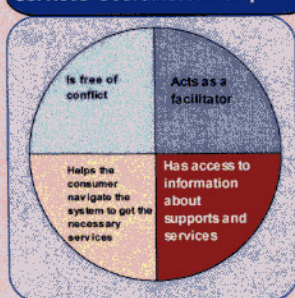 Is free of
conflict
Acts as a
facilitator
Helps the
consumer
navigate the
system to get the
necessary
services
Has access to
information
about
supports and
services